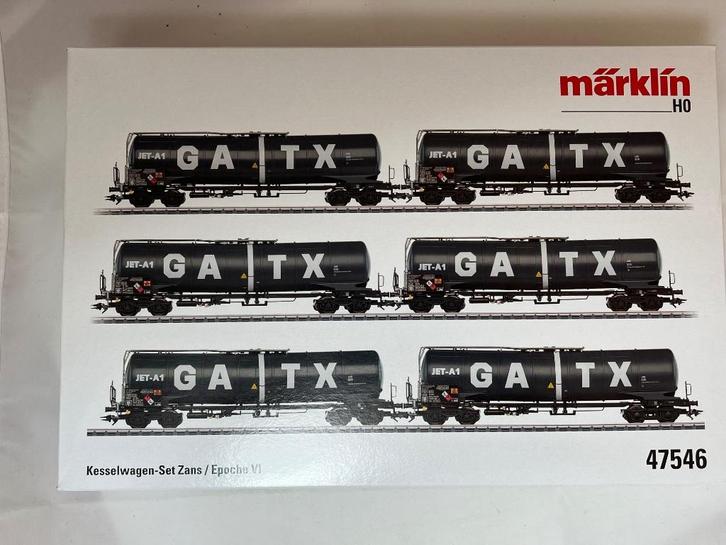 märklin
H0
JET-A1 GATX
JET-A1 GATX
JET-A1 GATX
JET-A1 GATX
JET-A1 GATX
JET-A1 GATX
Kesselwagen-Set Zans / Epoche VI
47546